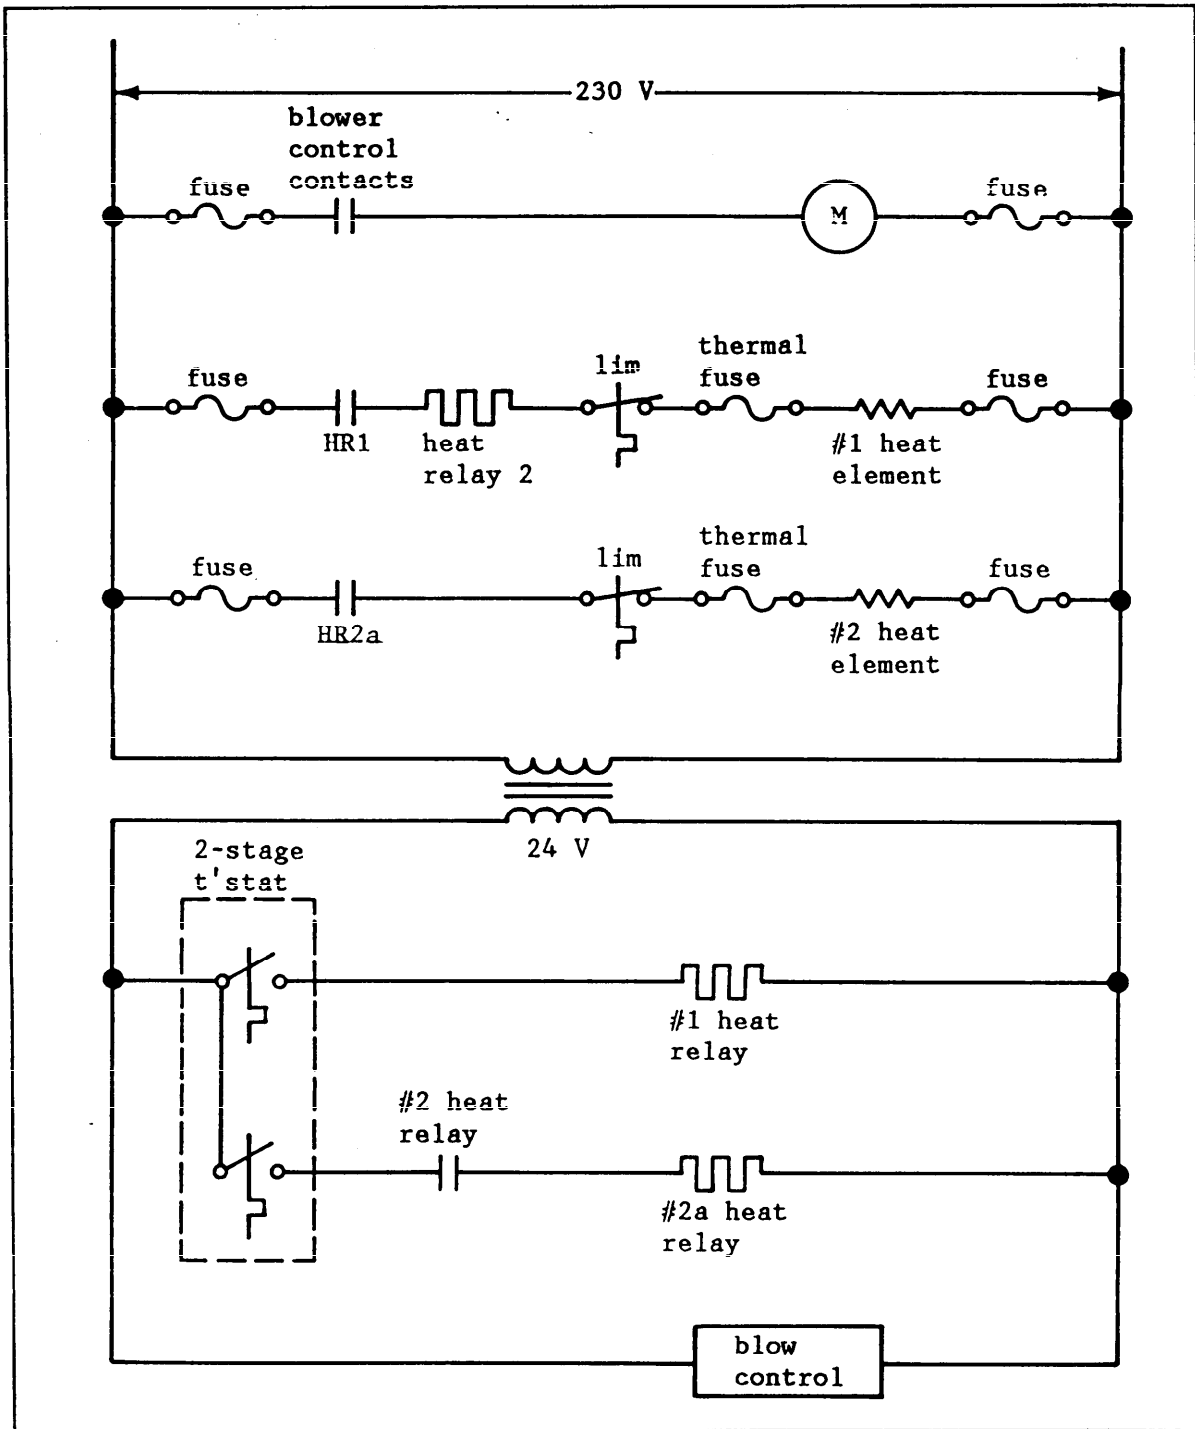 230 V
blower
control
contacts
fuse
fuse
M
fuse
HR1
heat
relay 2
lim
thermal
fuse
#1 heat
element
fuse
fuse
HR2a
lim
thermal
fuse
#2 heat
element
fuse
24 V
2-stage
t'stat
#1 heat
relay
#2 heat
relay
#2a heat
relay
blow
control